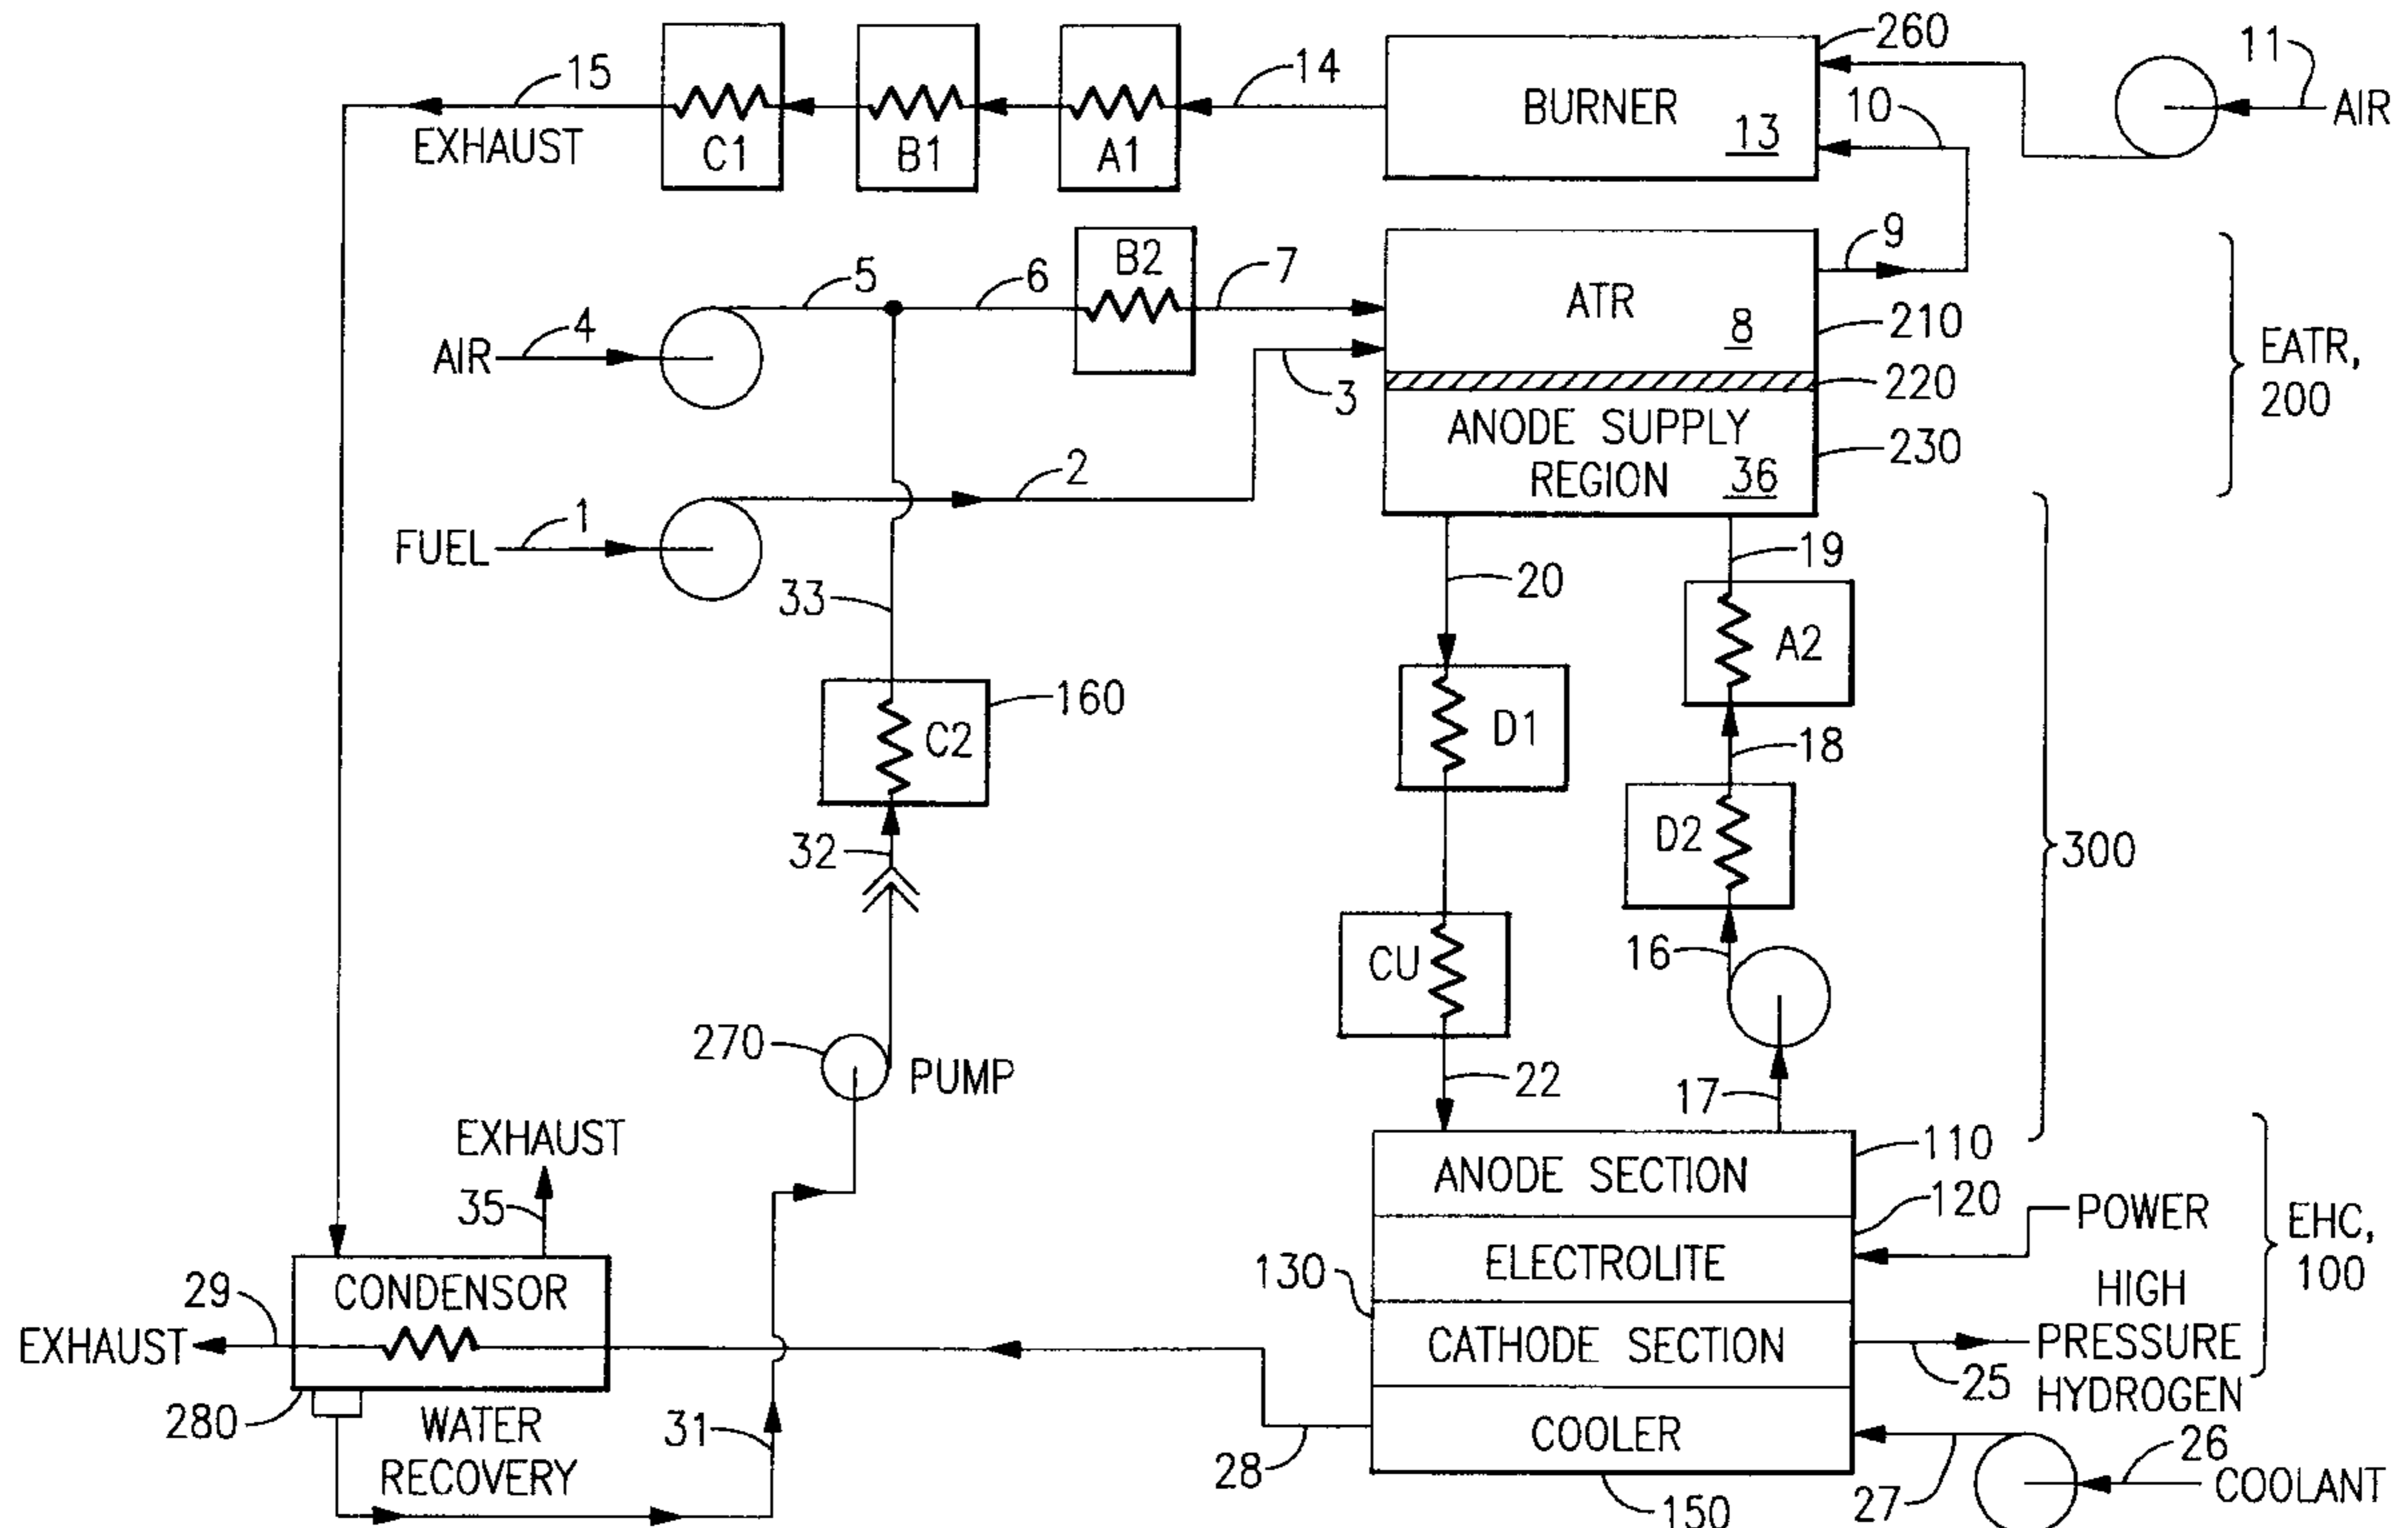 260
11
15
14
BURNER
10
AIR
EXHAUST
C1
B1
A1
13
B2
9
5
6
7
ATR
4
8
210
EATR,
200
AIR
220
3
ANODE SUPPLY
REGION
36
230
2
1
FUEL
19
20
33
A2
160
D1
C2
18
32
D2
300
CU
16
270
PUMP
22
17
EXHAUST
110
ANODE SECTION
35
120
POWER
EHC,
100
29
CONDENSOR
130
ELECTROLITE
HIGH
PRESSURE
HYDROGEN
EXHAUST
CATHODE SECTION
25
280
WATER
RECOVERY
31
28
COOLER
26
COOLANT
27
150